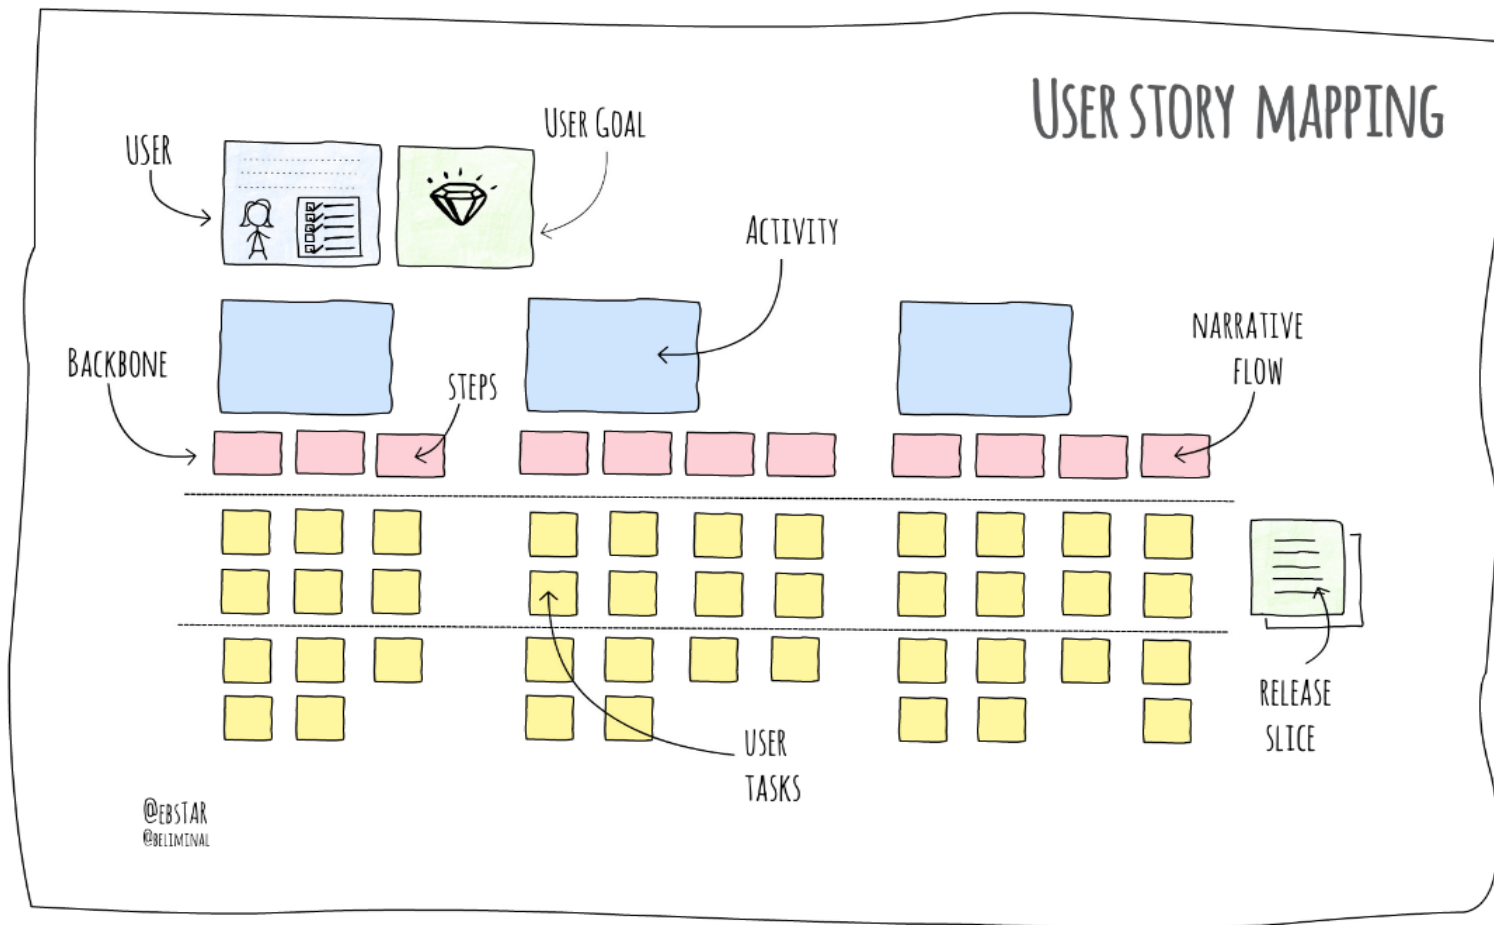 USER STORY MAPPING
USER
USER GOAL
ACTIVITY
NARRATIVE
FLOW
BACKBONE
STEPS
USER
TASKS
RELEASE
SLICE
@EBSTAR
@BELIMINAL